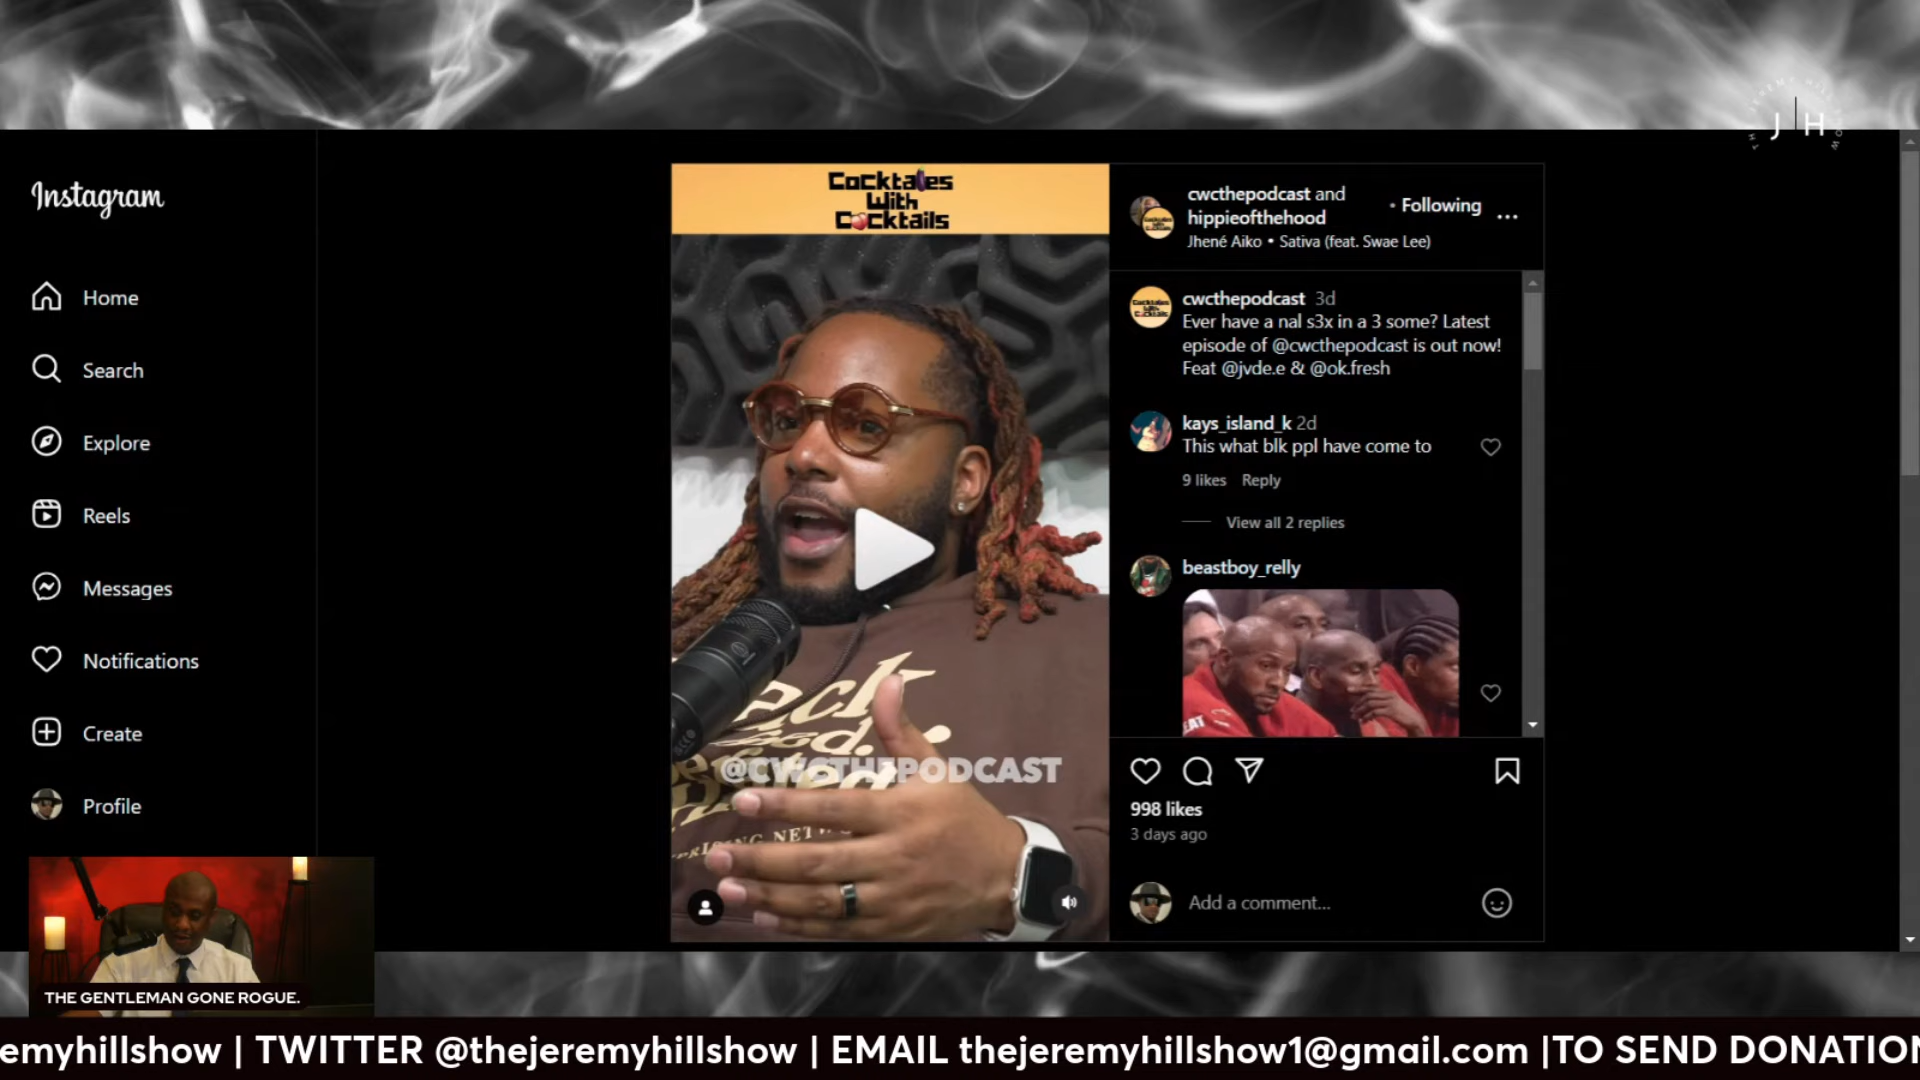 J H
Instagram
Home
Search
Explore
Reels
Messages
Notifications
Create
Profile
Cocktales
With
Cocktails
@CWCTHEPODCAST
cwcthepodcast and
hippieofthehood
• Following
Jhené Aiko • Sativa (feat. Swae Lee)
cwcthepodcast 3d
Ever have a nal s3x in a 3 some? Latest
episode of @cwcthepodcast is out now!
Feat @jvde.e & @ok.fresh
kays_island_k 2d
This what blk ppl have come to
9 likes Reply
View all 2 replies
beastboy_relly
998 likes
3 days ago
Add a comment...
THE GENTLEMAN GONE ROGUE.
emyhillshow | TWITTER @thejeremyhillshow | EMAIL thejeremyhillshow1@gmail.com |TO SEND DONATION